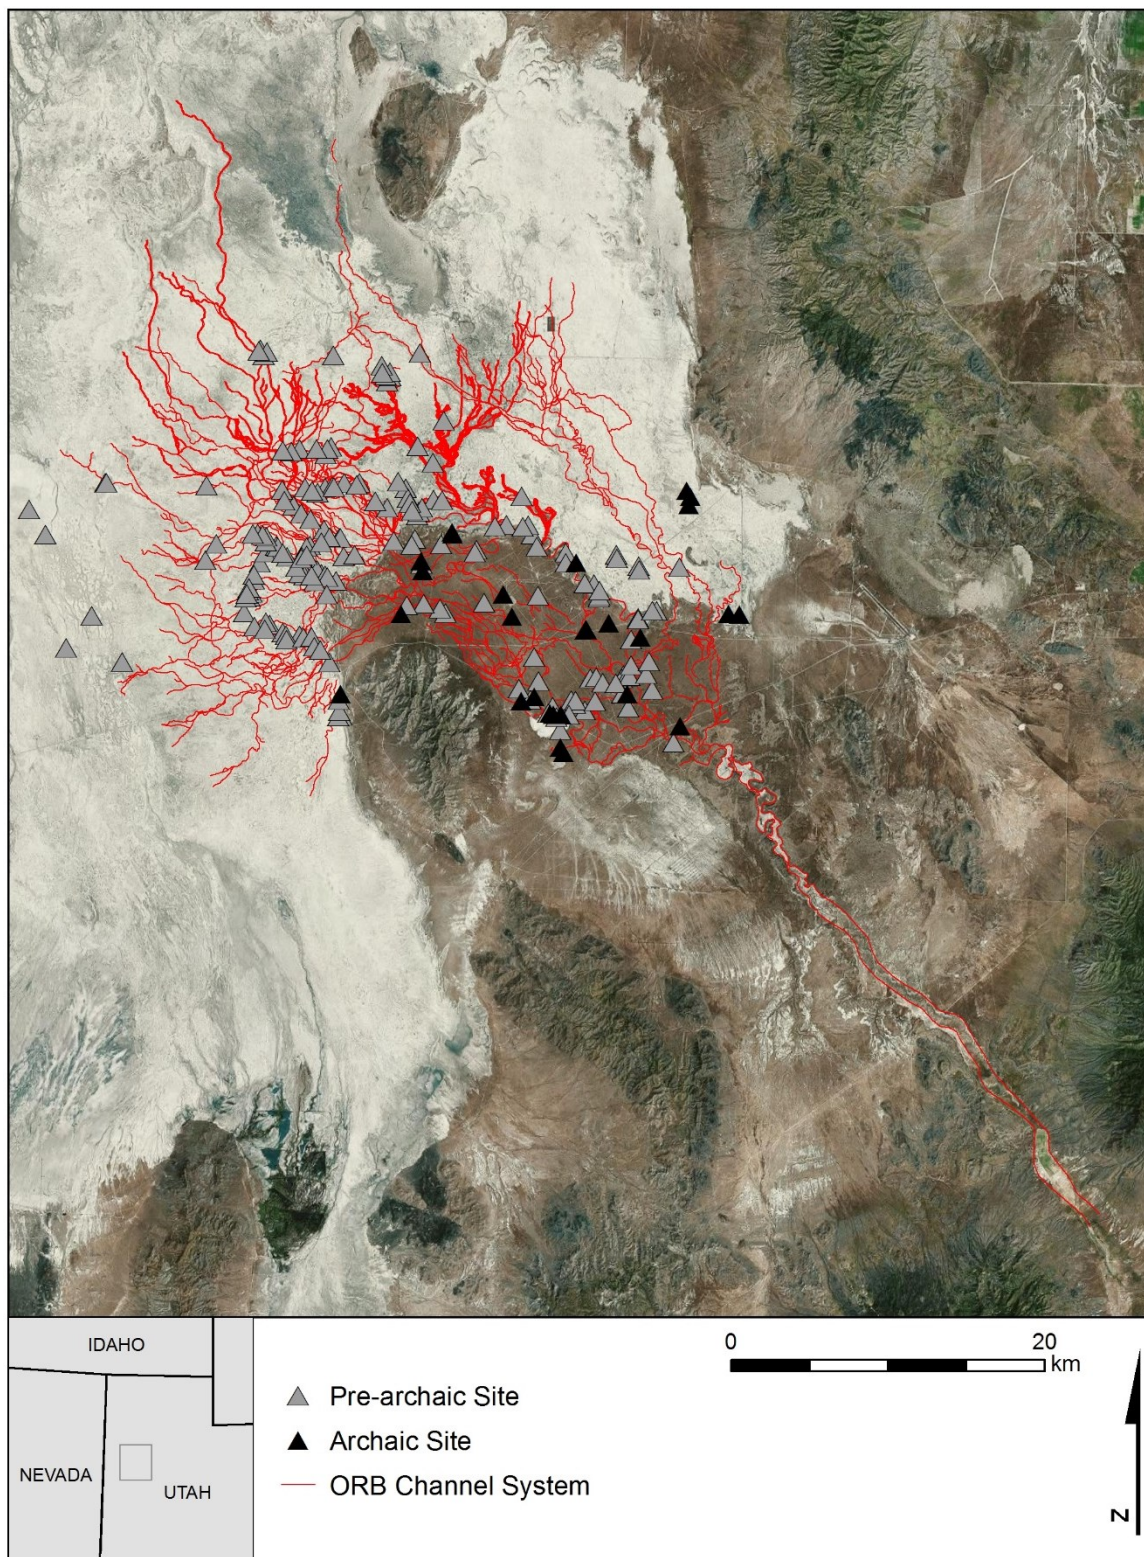 IDAHO
NEVADA
UTAH
Pre-archaic Site
Archaic Site
ORB Channel System
0
20
km
N